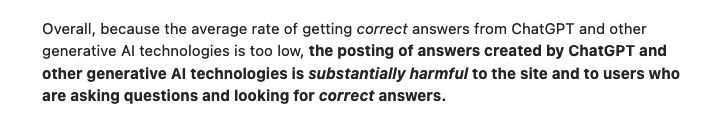 Overall, because the average rate of getting correct answers from ChatGPT and other
generative AI technologies is too low, the posting of answers created by ChatGPT and
other generative AI technologies is substantially harmful to the site and to users who
are asking questions and looking for correct answers.